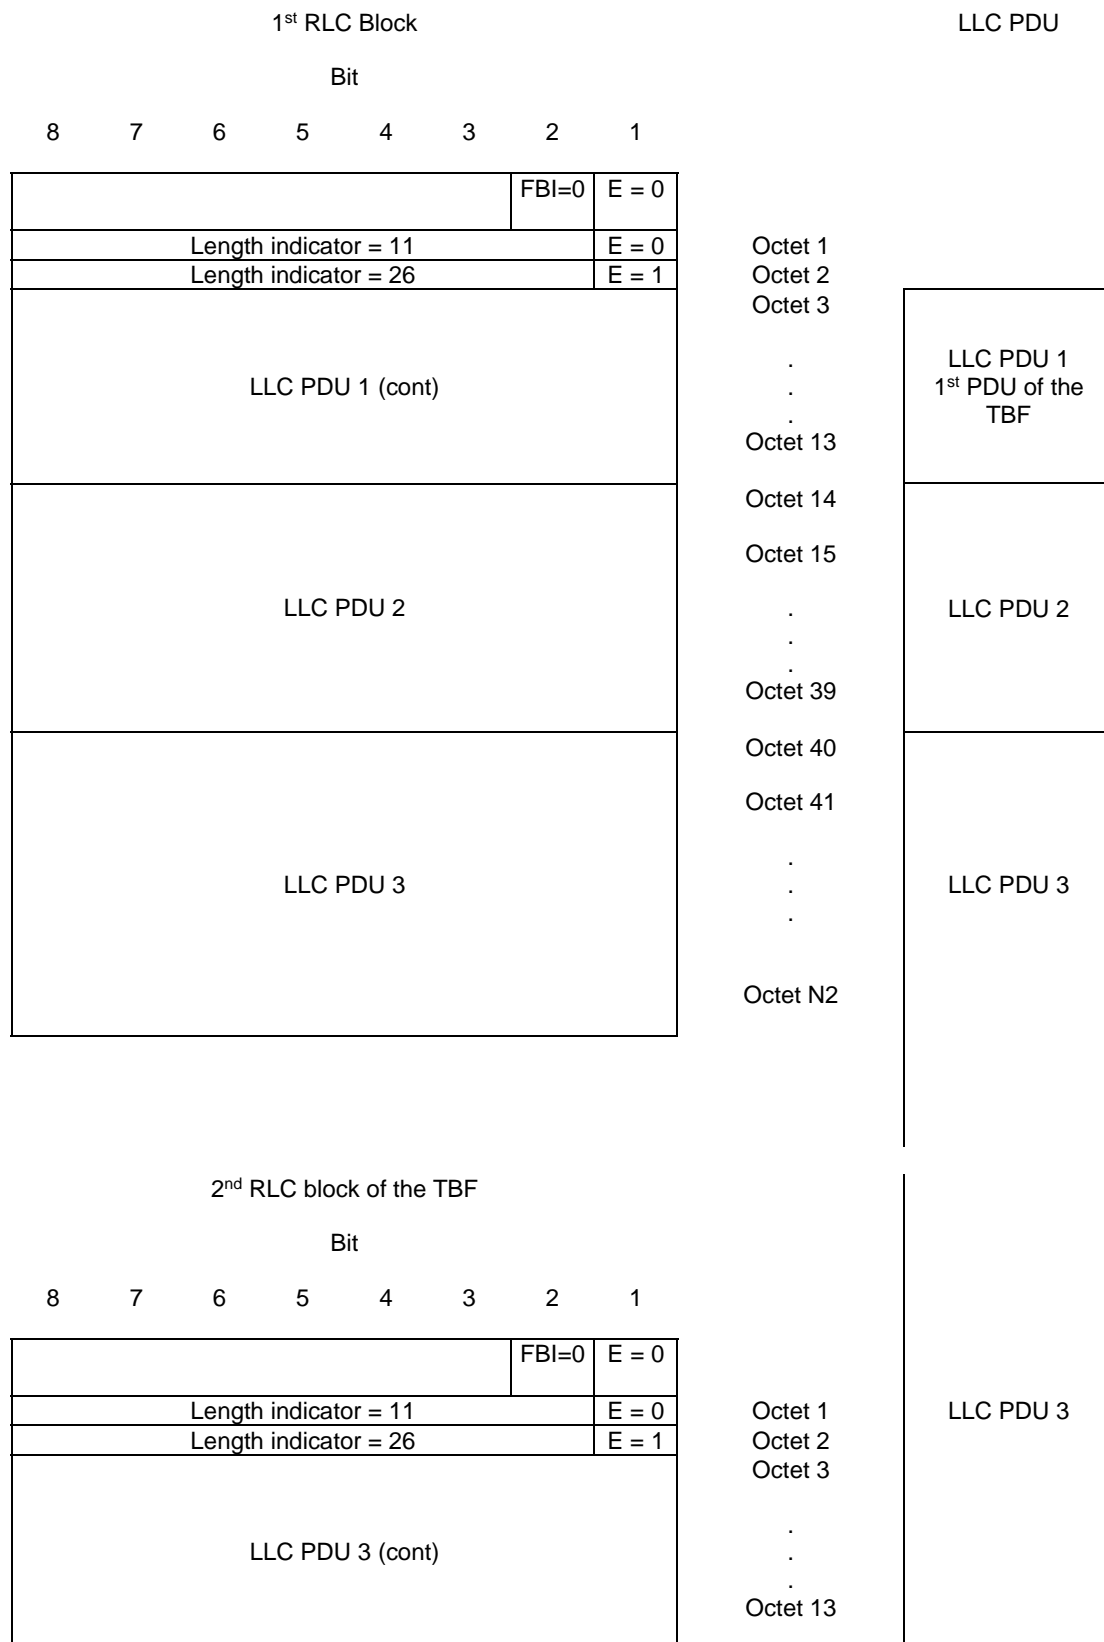 1st RLC Block LLC PDU
Bit
8 7 6 5 4 3 2 1
FBI=0 E = 0
Length indicator = 11 E = 0 Octet 1
Length indicator = 26 E = 1 Octet 2
Octet 3
.
LLC PDU 1 (cont) . LLC PDU 1
1st PDU of the
TBF
.
Octet 13
Octet 14
Octet 15
LLC PDU 2 . LLC PDU 2
.
.
Octet 39
Octet 40
Octet 41
.
LLC PDU 3 . LLC PDU 3
.
Octet N2
2nd RLC block of the TBF
Bit
8 7 6 5 4 3 2 1
FBI=0 E = 0
Length indicator = 11 E = 0 Octet 1 LLC PDU 3
Length indicator = 26 E = 1 Octet 2
Octet 3
.
LLC PDU 3 (cont) .
.
Octet 13